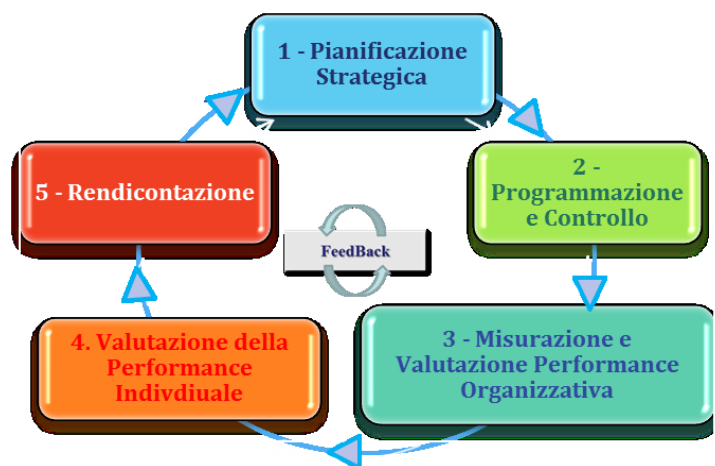 1 - Pianificazione
Strategica
2 -
Programmazione
e Controllo
3 - Misurazione e
Valutazione Performance
Organizzativa
4. Valutazione della
Performance
Indivdiuale
5 - Rendicontazione
FeedBack